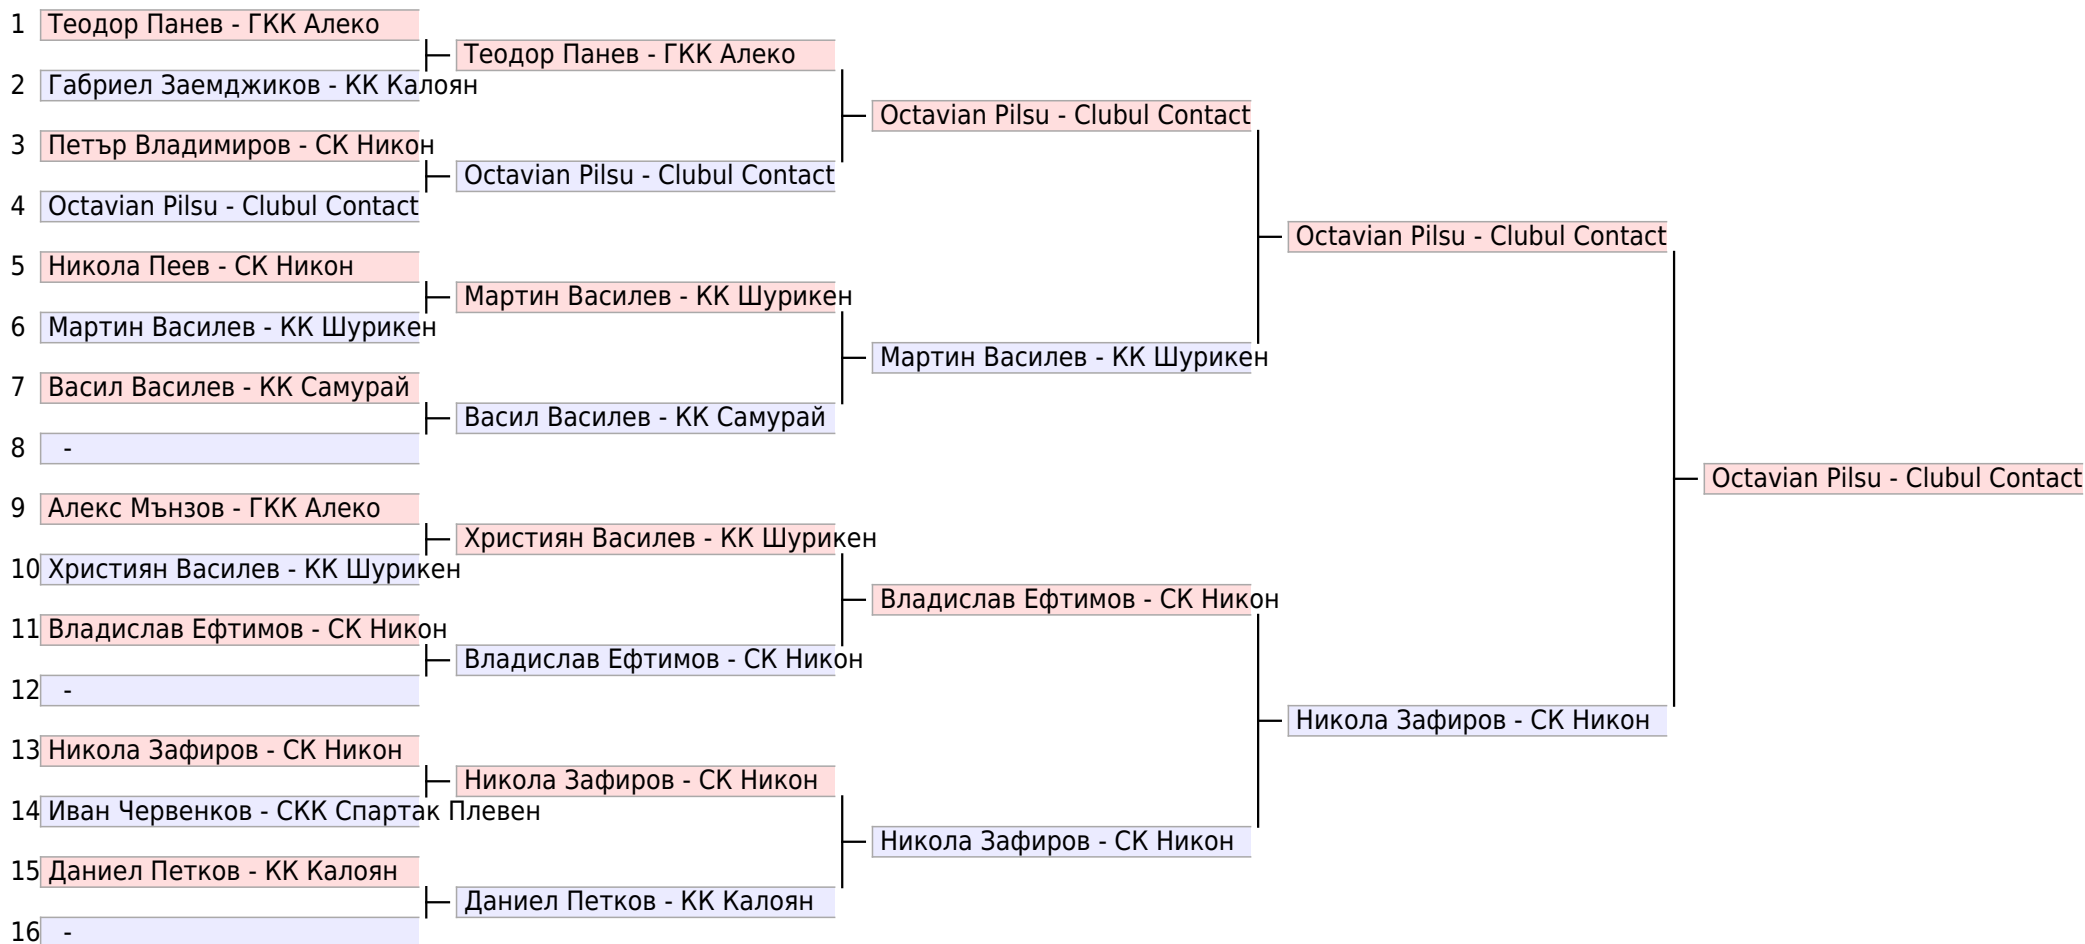 1 Теодор Панев - ГКК Алеко
Теодор Панев - ГКК Алеко
2 Габриел Заемджиков - КК Калоян
Octavian Pilsu - Clubul Contact
3 Петър Владимиров - СК Никон
Octavian Pilsu - Clubul Contact
4 Octavian Pilsu - Clubul Contact
Octavian Pilsu - Clubul Contact
5 Никола Пеев - СК Никон
Мартин Василев - КК Шурикен
6 Мартин Василев - КК Шурикен
Мартин Василев - КК Шурикен
7 Васил Василев - КК Самурай
Васил Василев - КК Самурай
8 -
Octavian Pilsu - Clubul Contact
9 Алекс Мънзов - ГКК Алеко
Християн Василев - КК Шурикен
10 Християн Василев - КК Шурикен
Владислав Ефтимов - СК Никон
11 Владислав Ефтимов - СК Никон
Владислав Ефтимов - СК Никон
12 -
Никола Зафиров - СК Никон
13 Никола Зафиров - СК Никон
Никола Зафиров - СК Никон
14 Иван Червенков - СКК Спартак Плевен
Никола Зафиров - СК Никон
15 Даниел Петков - КК Калоян
Даниел Петков - КК Калоян
16 -